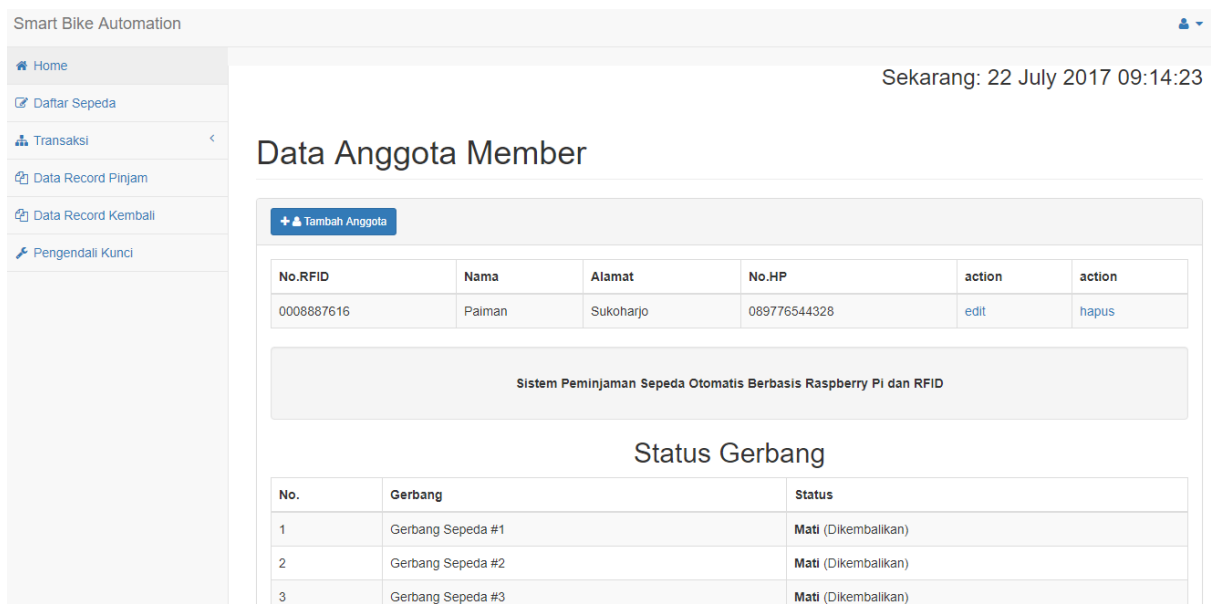 Smart Bike Automation
Home
Daftar Sepeda
Transaksi
Data Record Pinjam
Data Record Kembali
Pengendali Kunci
Sekarang: 22 July 2017 09:14:23
Data Anggota Member
Tambah Anggota
No.RFID Nama Alamat No.HP action action
0008887616 Paiman Sukoharjo 089776544328 edit hapus
Sistem Peminjaman Sepeda Otomatis Berbasis Raspberry Pi dan RFID
Status Gerbang
No. Gerbang Status
1 Gerbang Sepeda #1 Mati (Dikembalikan)
2 Gerbang Sepeda #2 Mati (Dikembalikan)
3 Gerbang Sepeda #3 Mati (Dikembalikan)